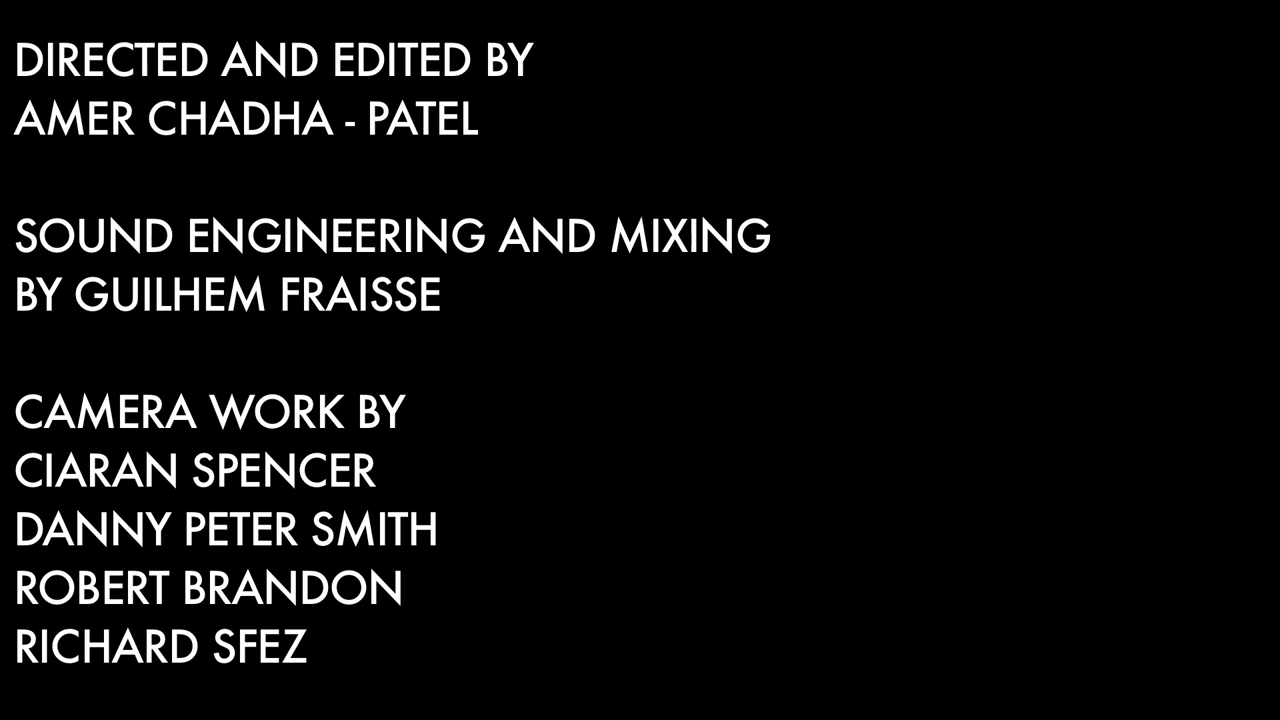 DIRECTED AND EDITED BY
AMER CHADHA - PATEL
SOUND ENGINEERING AND MIXING
BY GUILHEM FRAISSE
CAMERA WORK BY
CIARAN SPENCER
DANNY PETER SMITH
ROBERT BRANDON
RICHARD SFEZ